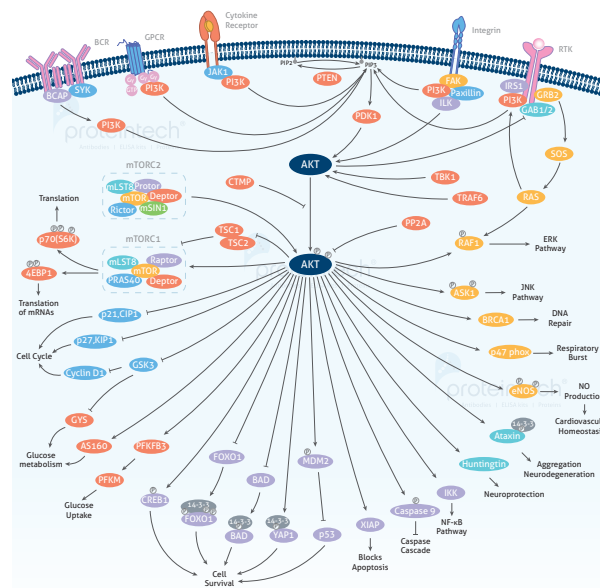 BCR
GPCR
Cytokine
Receptor
Integrin
RTK
PIP2
PIP3
PTEN
JAK1
PI3K
FAK
PI3K
Paxillin
ILK
IRS1
PI3K
GRB2
GAB1/2
BCAP
SYK
PI3K
PI3K
PDK1
SOS
proteintech®
AKT
mTORC2
mLST8
Protor
mTOR
Deptor
Rictor
mSIN1
CTMP
TBK1
TRAF6
RAS
Translation
p70(S6K)
P
P
P
TSC1
TSC2
PP2A
RAF1
P
ERK
Pathway
mTORC1
mLST8
Raptor
mTOR
PRAS40
Deptor
4EBP1
P
P
Translation
of mRNAs
AKT
P
P
ASK1
P
P
JNK
Pathway
p21,CIP1
p27,KIP1
Cell Cycle
Cyclin D1
GSK3
BRCA1
DNA
Repair
p47 phox
Respiratory
Burst
proteintech®
eNOS
P
P
NO
Production
Cardiovascul
Homeostas
GYS
AS160
PFKFB3
Glucose
metabolism
PFKM
Glucose
Uptake
14-3-3
Ataxin
Aggregation
Neurodegeneration
Huntingtin
Neuroprotection
FOXO1
BAD
P
MDM2
P
CREB1
14-3-3
14-3-3
FOXO1
14-3-3
BAD
14-3-3
YAP1
p53
XIAP
Blocks
Apoptosis
P
Caspase 9
Caspase
Cascade
IKK
NF-κB
Pathway
Cell
Survival